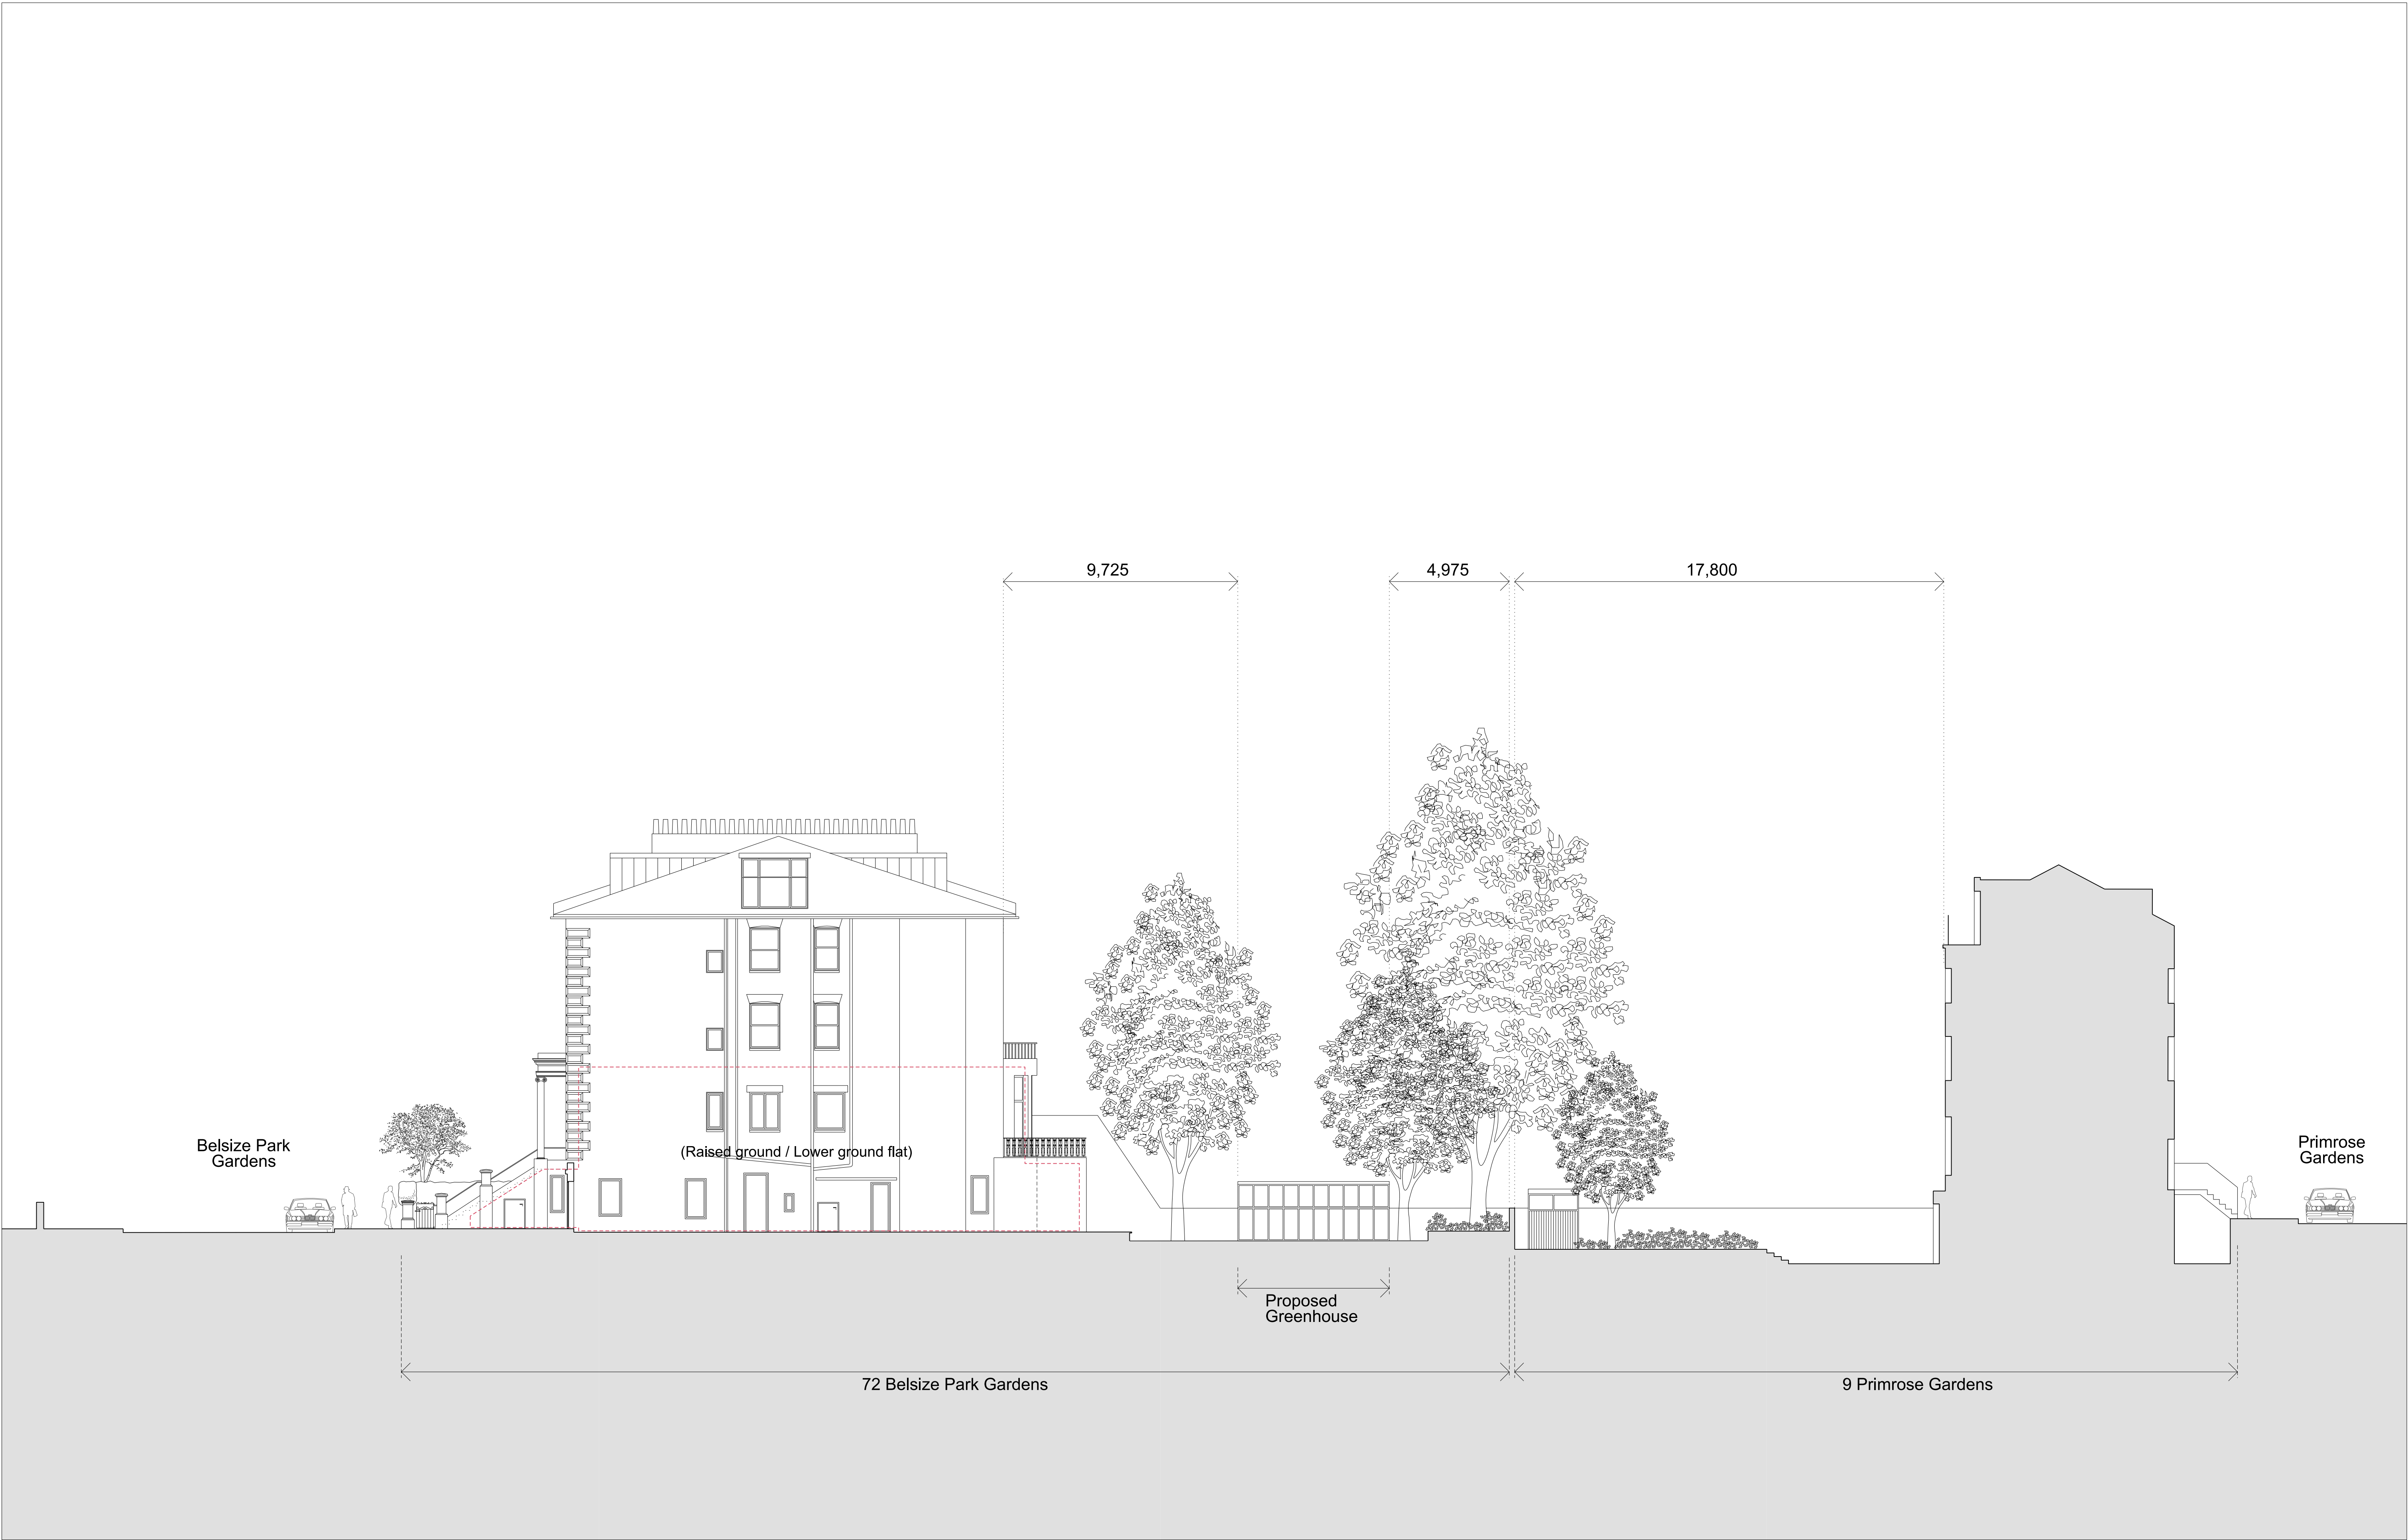 9,725
4,975
17,800
Belsize Park
Gardens
(Raised ground / Lower ground flat)
Primrose
Gardens
Proposed
Greenhouse
72 Belsize Park Gardens
9 Primrose Gardens